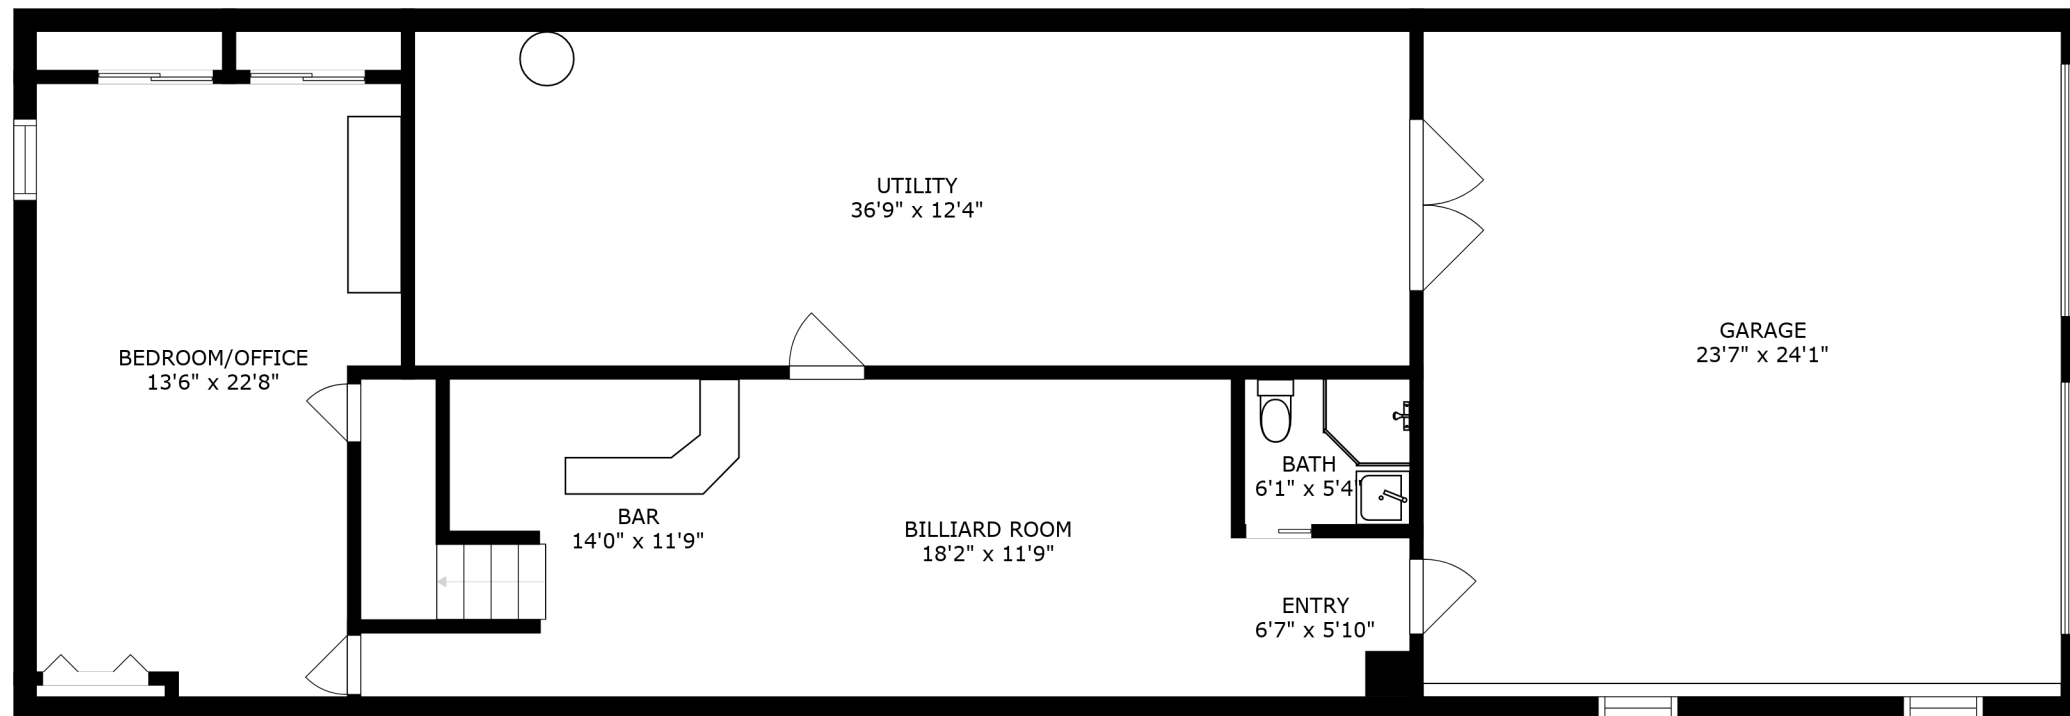 UTILITY
36'9" x 12'4"
GARAGE
23'7" x 24'1"
BEDROOM/OFFICE
13'6" x 22'8"
BATH
6'1" x 5'4"
BAR
14'0" x 11'9"
BILLIARD ROOM
18'2" x 11'9"
ENTRY
6'7" x 5'10"